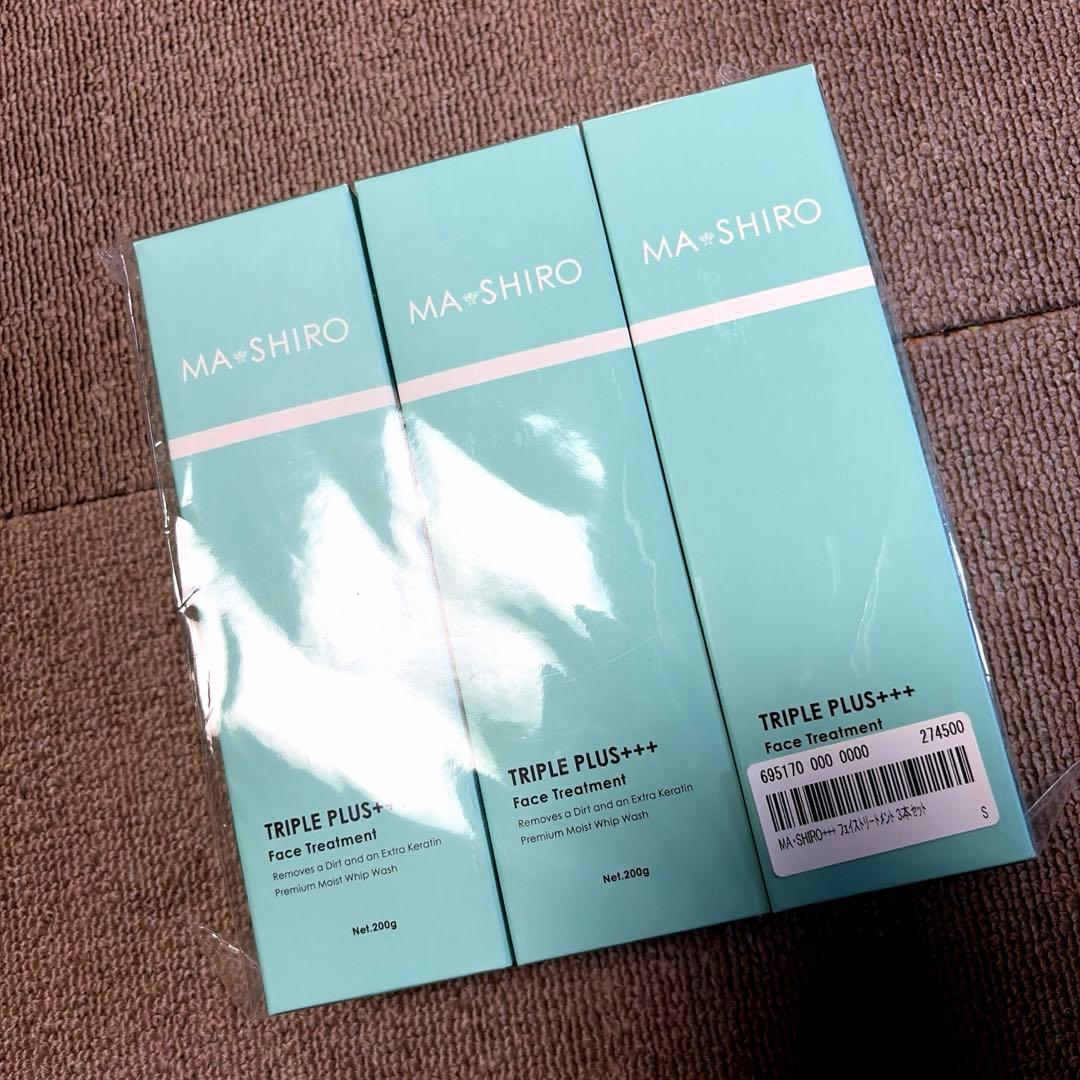 MA SHIRO
TRIPLE PLUS+
Face Treatment
Removes a Dirt and an Extra Keratin
Premium Moist Whip Wash
Net.200g
MA SHIRO
TRIPLE PLUS+++
Face Treatment
Removes a Dirt and an Extra Keratin
Premium Moist Whip Wash
Net.200g
MA SHIRO
TRIPLE PLUS+++
Face Treatment
695170 000 0000 274500
MA・SHIRO+++ フェイストリートメント 3本セット
S